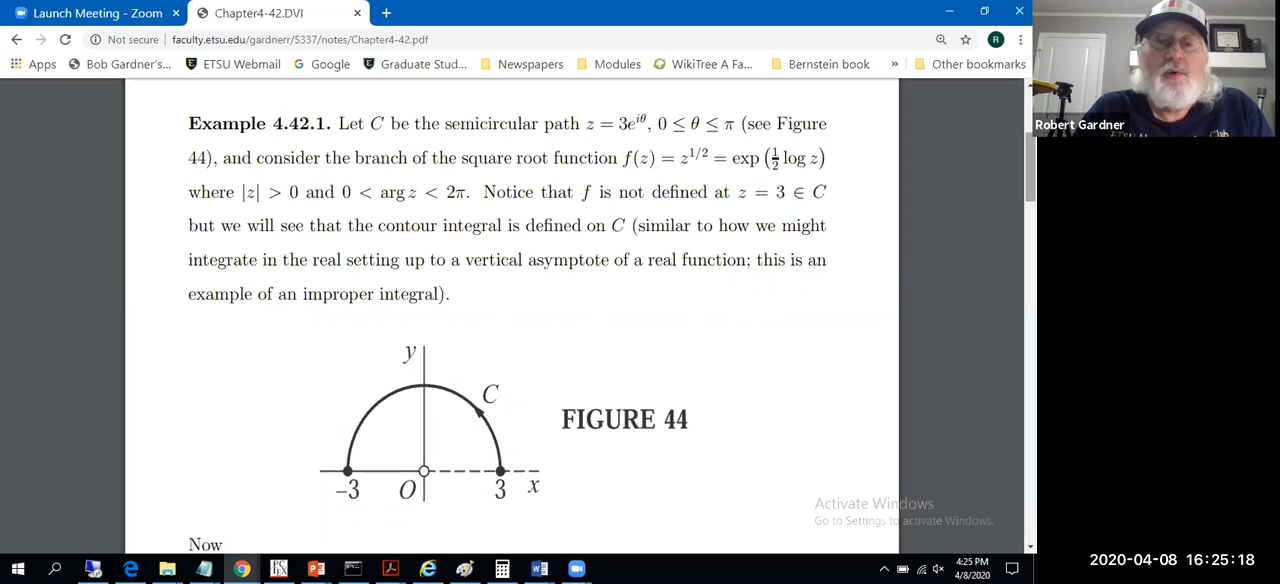 Launch Meeting - Zoom
Chapter4-42.DVI
Not secure | faculty.etsu.edu/gardnerr/5337/notes/Chapter4-42.pdf
R
Apps Bob Gardner's... ETSU Webmail Google Graduate Stud... Newspapers Modules WikiTree A Fa... Bernstein book » Other bookmarks
Robert Gardner
Example 4.42.1. Let C be the semicircular path z = 3e^{iθ}, 0 ≤ θ ≤ π (see Figure
44), and consider the branch of the square root function f(z) = z^{1/2} = exp (½ log z)
where |z| > 0 and 0 < arg z < 2π. Notice that f is not defined at z = 3 ∈ C
but we will see that the contour integral is defined on C (similar to how we might
integrate in the real setting up to a vertical asymptote of a real function; this is an
example of an improper integral).
y
C
FIGURE 44
−3 O 3 x
Activate Windows
Go to Settings to activate Windows.
Now
4:25 PM
4/8/2020
2020-04-08 16:25:18